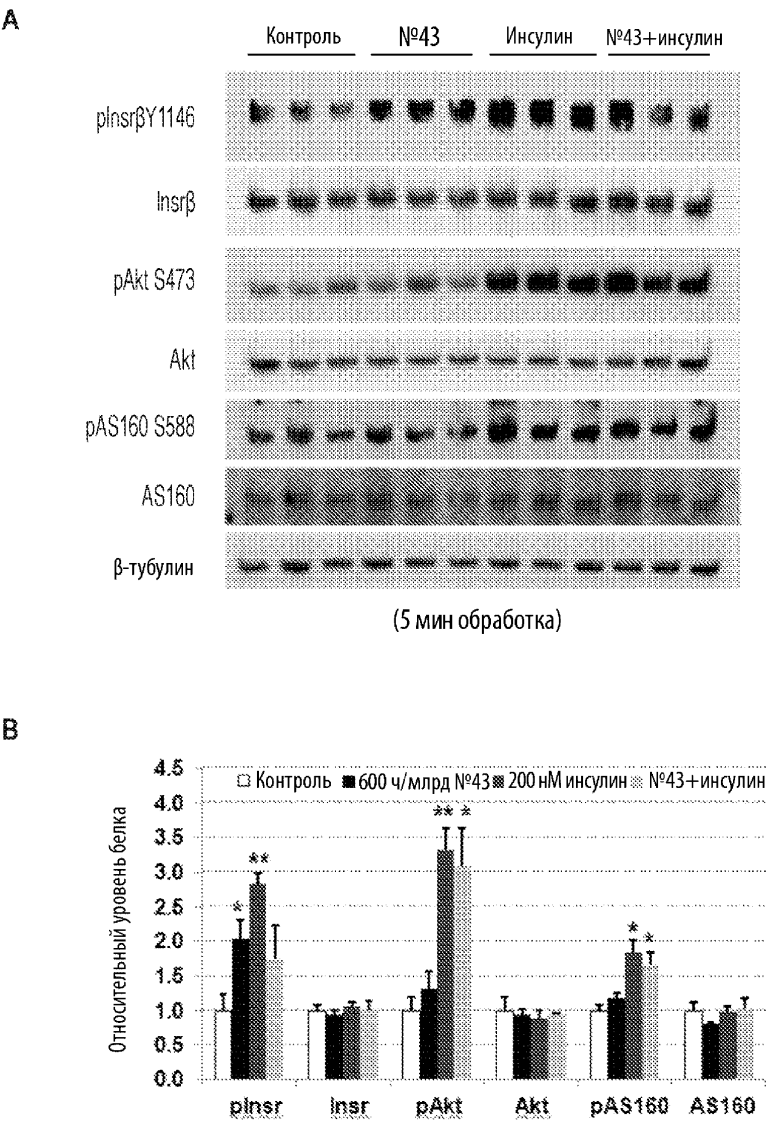 A
Контроль №43 Инсулин №43+инсулин
pInsrβY1146
Insrβ
pAkt S473
Akt
pAS160 S588
AS160
β-тубулин
(5 мин обработка)
B
Относительный уровень белка
4.5
4.0
3.5
3.0
2.5
2.0
1.5
1.0
0.5
0.0
Контроль 600 ч/млрд №43 200 нМ инсулин №43+инсулин
* ** ** * * *
pInsr Insr pAkt Akt pAS160 AS160